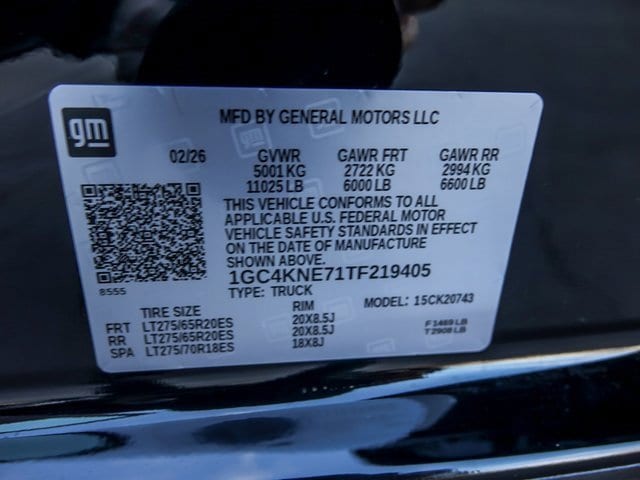 gm
MFD BY GENERAL MOTORS LLC
02/26 GVWR GAWR FRT GAWR RR
5001 KG 2722 KG 2994 KG
11025 LB 6000 LB 6600 LB
THIS VEHICLE CONFORMS TO ALL
APPLICABLE U.S. FEDERAL MOTOR
VEHICLE SAFETY STANDARDS IN EFFECT
ON THE DATE OF MANUFACTURE
SHOWN ABOVE.
8555
1GC4KNE71TF219405
TYPE: TRUCK MODEL: 15CK20743
TIRE SIZE RIM
FRT LT275/65R20ES 20X8.5J
RR LT275/65R20ES 20X8.5J
SPA LT275/70R18ES 18X8J
F1469 LB
T2908 LB